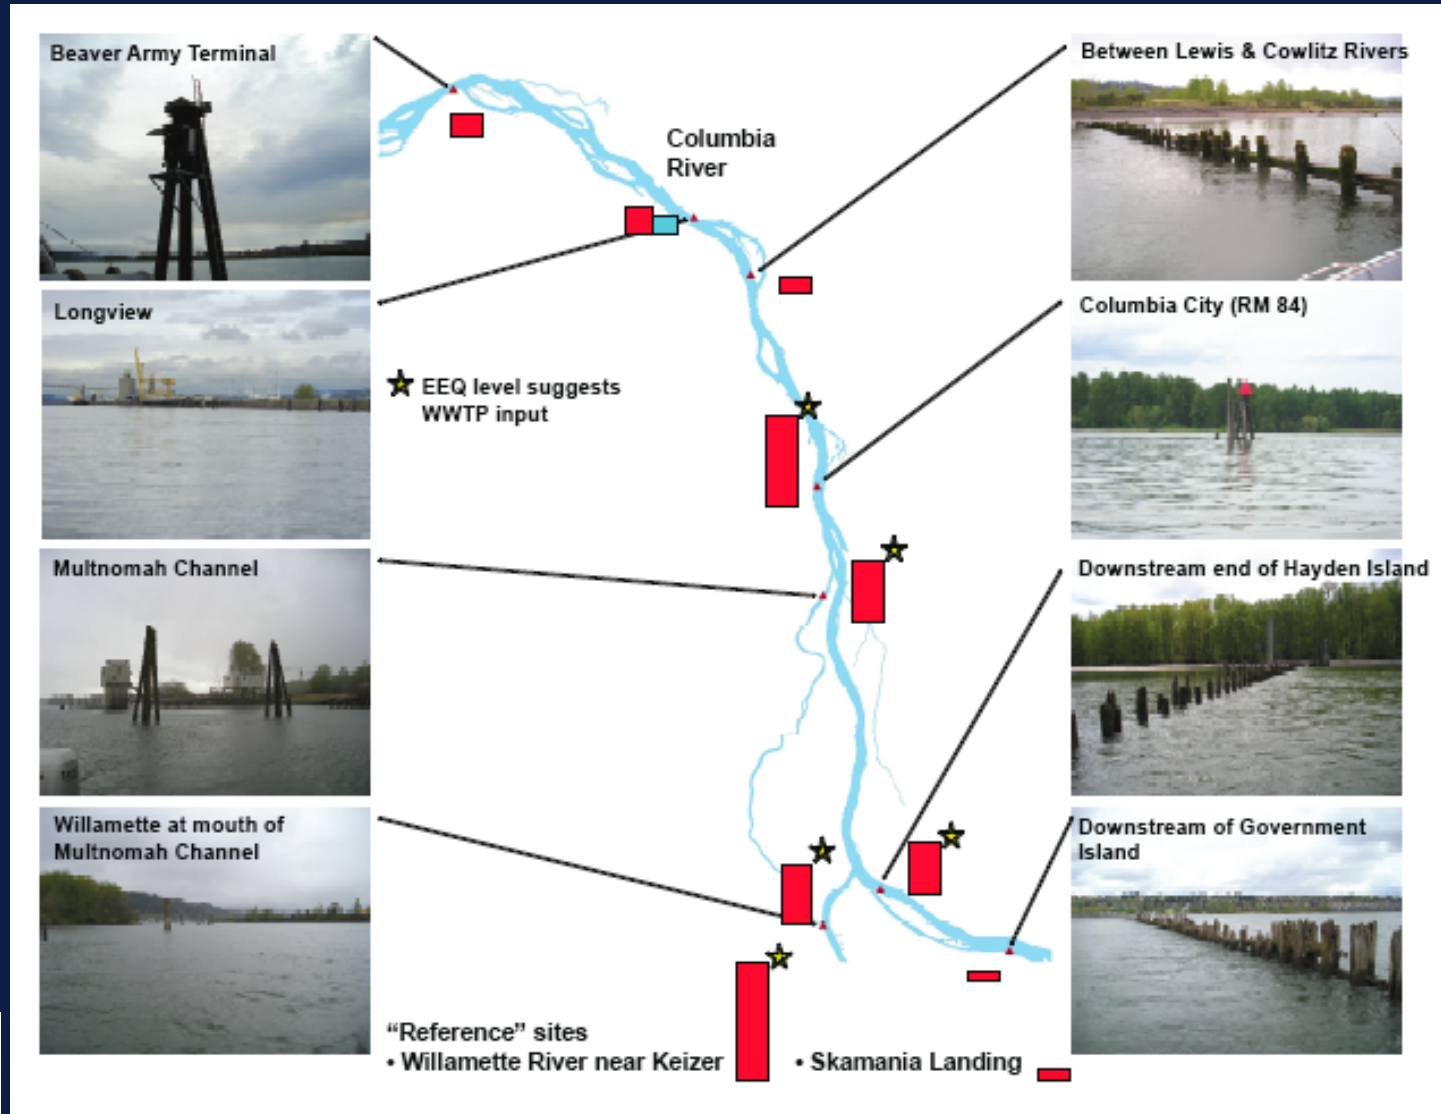 Beaver Army Terminal
Between Lewis & Cowlitz Rivers
Columbia
River
Longview
Columbia City (RM 84)
EEQ level suggests
WWTP input
Multnomah Channel
Downstream end of Hayden Island
Willamette at mouth of
Multnomah Channel
Downstream of Government
Island
“Reference” sites
• Willamette River near Keizer
• Skamania Landing